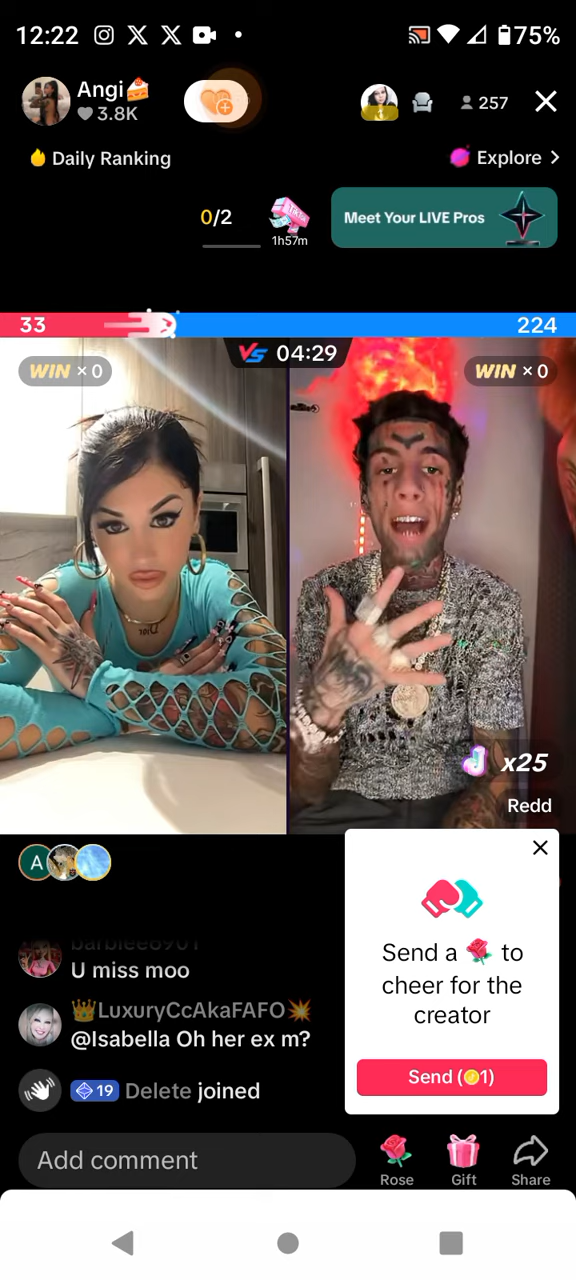 12:22
75%
Angi🍰
3.8K
257
Daily Ranking
Explore >
0/2
1h57m
Meet Your LIVE Pros
33
224
VS 04:29
WIN × 0
WIN × 0
x25
Redd
A
barbiee8901
U miss moo
👑LuxuryCcAkaFAFO💥
@Isabella Oh her ex m?
19 Delete joined
Send a 🌹 to
cheer for the
creator
Send (1)
Add comment
Rose
Gift
Share